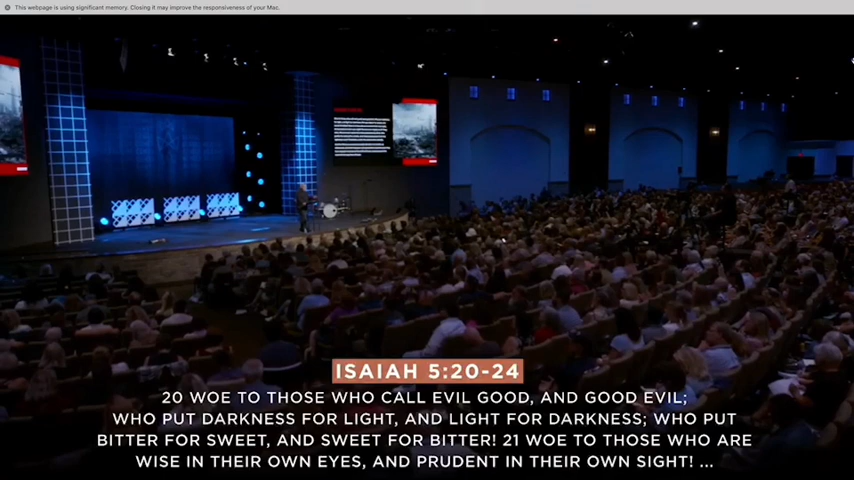 This webpage is using significant memory. Closing it may improve the responsiveness of your Mac.
ISAIAH 5:20-24
20 WOE TO THOSE WHO CALL EVIL GOOD, AND GOOD EVIL;
WHO PUT DARKNESS FOR LIGHT, AND LIGHT FOR DARKNESS; WHO PUT
BITTER FOR SWEET, AND SWEET FOR BITTER! 21 WOE TO THOSE WHO ARE
WISE IN THEIR OWN EYES, AND PRUDENT IN THEIR OWN SIGHT! ...